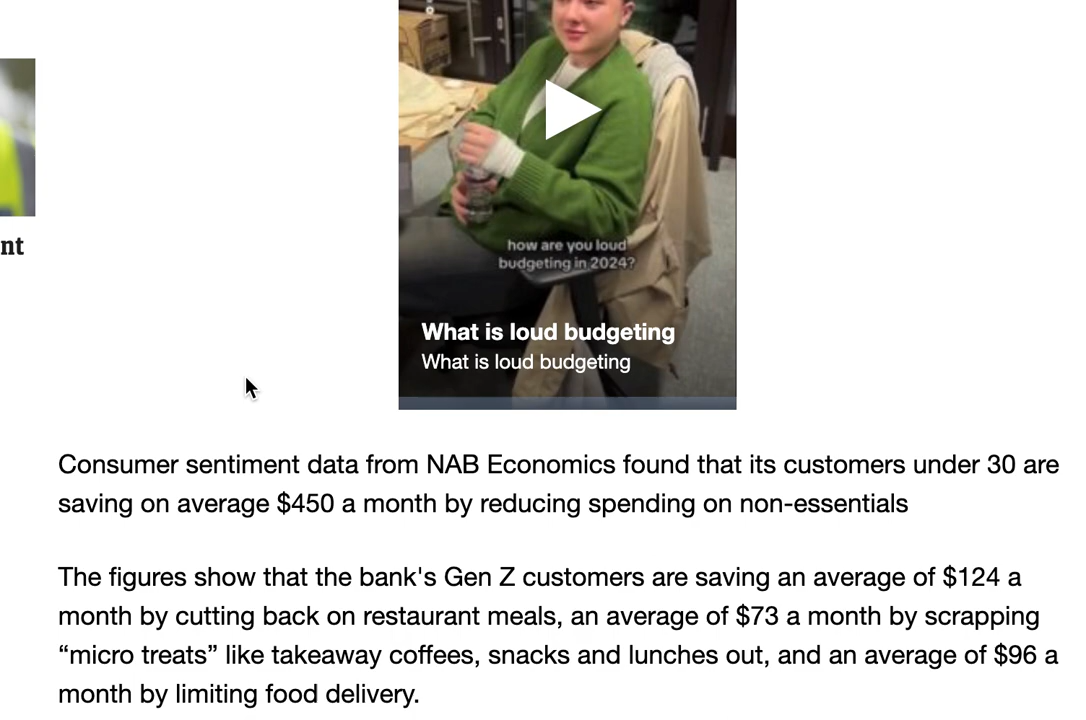 nt
how are you loud
budgeting in 2024?
What is loud budgeting
What is loud budgeting
Consumer sentiment data from NAB Economics found that its customers under 30 are
saving on average $450 a month by reducing spending on non-essentials
The figures show that the bank's Gen Z customers are saving an average of $124 a
month by cutting back on restaurant meals, an average of $73 a month by scrapping
“micro treats” like takeaway coffees, snacks and lunches out, and an average of $96 a
month by limiting food delivery.